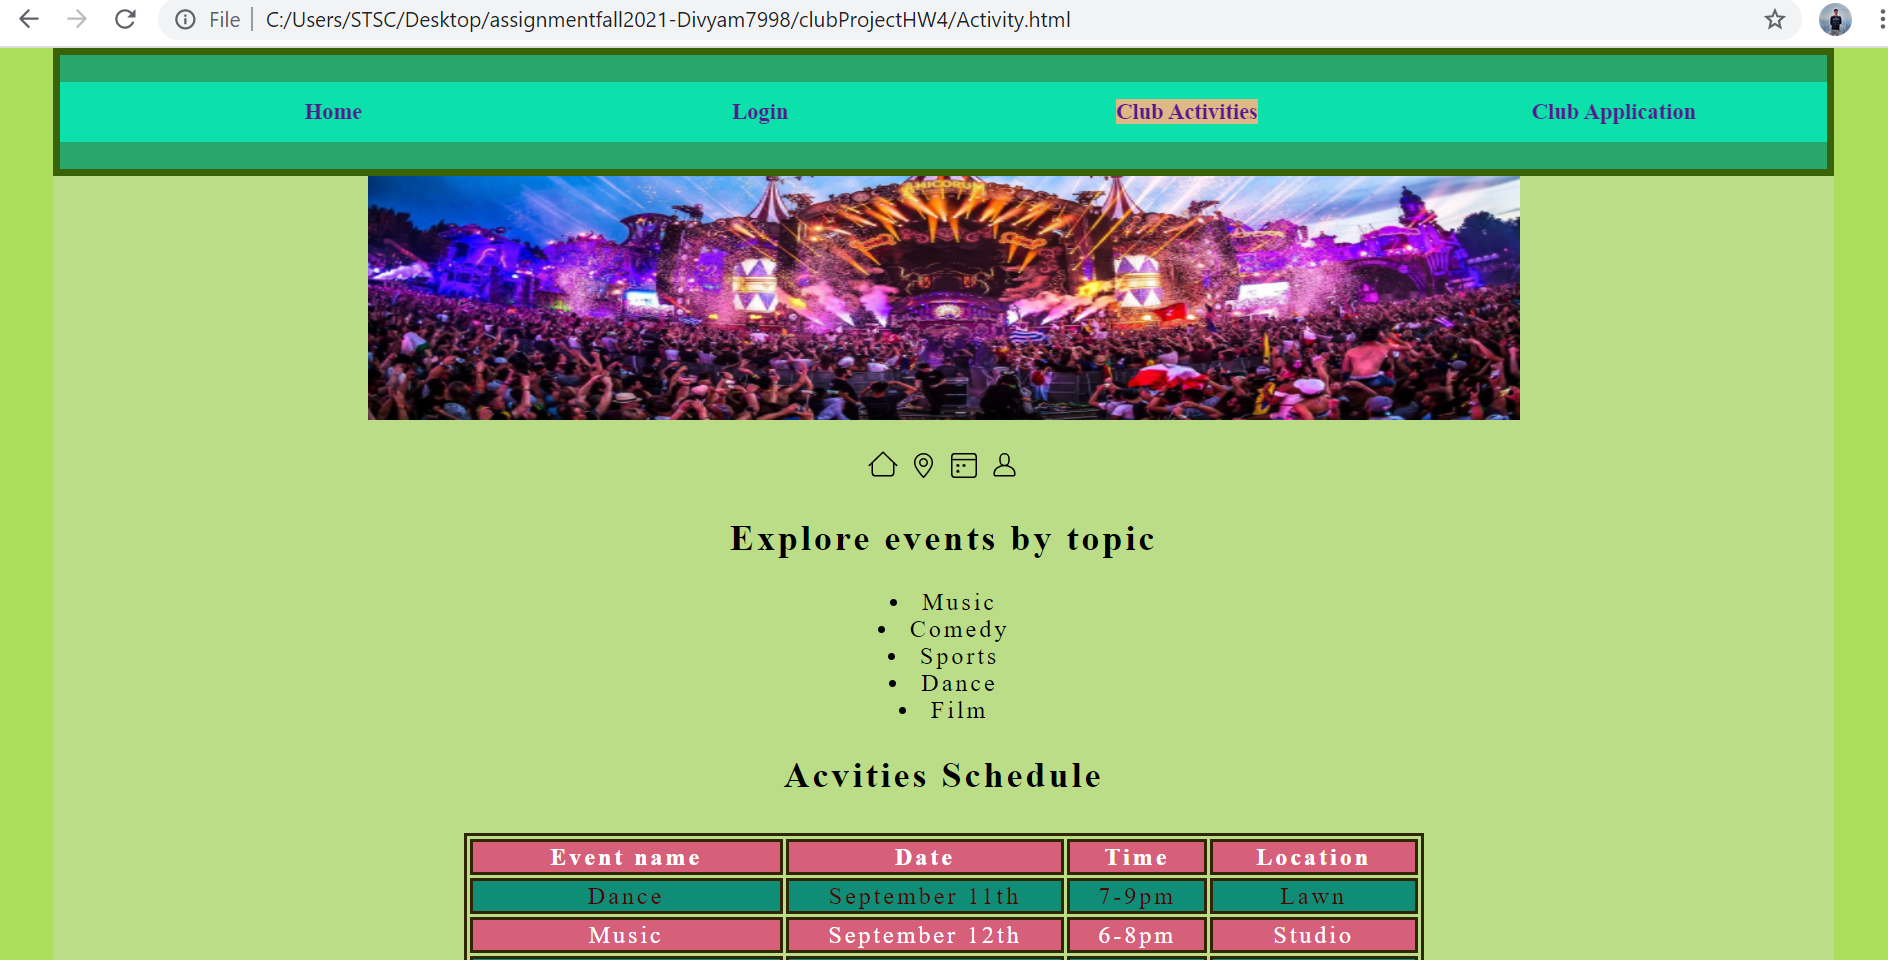 File C:/Users/STSC/Desktop/assignmentfall2021-Divyam7998/clubProjectHW4/Activity.html
Home Login Club Activities Club Application
Explore events by topic
• Music
• Comedy
• Sports
• Dance
• Film
Acvities Schedule
Event name Date Time Location
Dance September 11th 7-9pm Lawn
Music September 12th 6-8pm Studio